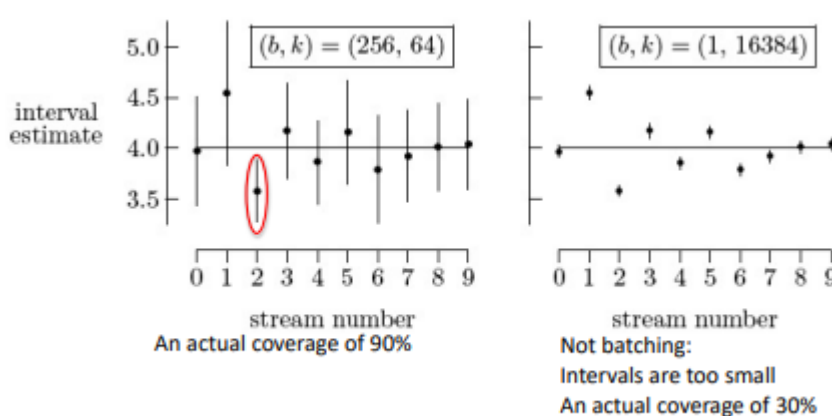 (b, k) = (256, 64)
5.0
4.5
4.0
3.5
interval
estimate
0 1 2 3 4 5 6 7 8 9
stream number
An actual coverage of 90%
(b, k) = (1, 16384)
0 1 2 3 4 5 6 7 8 9
stream number
Not batching:
Intervals are too small
An actual coverage of 30%